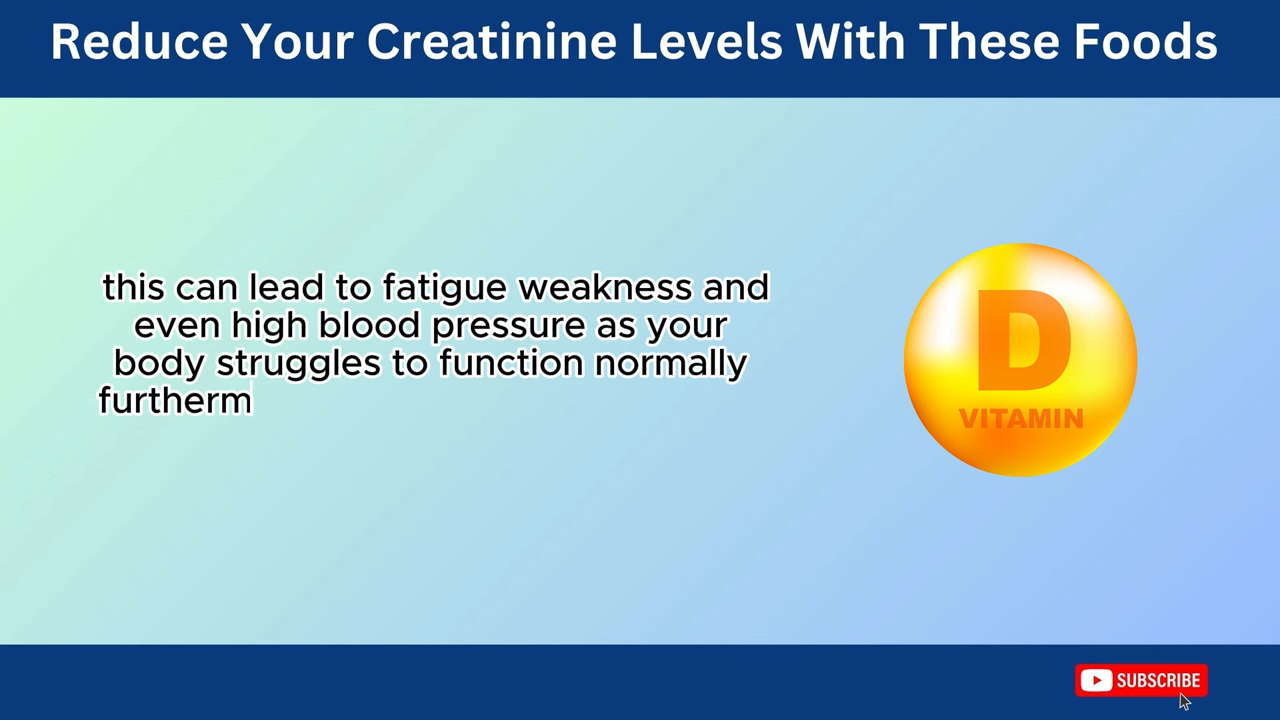 Reduce Your Creatinine Levels With These Foods
this can lead to fatigue weakness and
even high blood pressure as your
body struggles to function normally
furtherm
D
VITAMIN
SUBSCRIBE